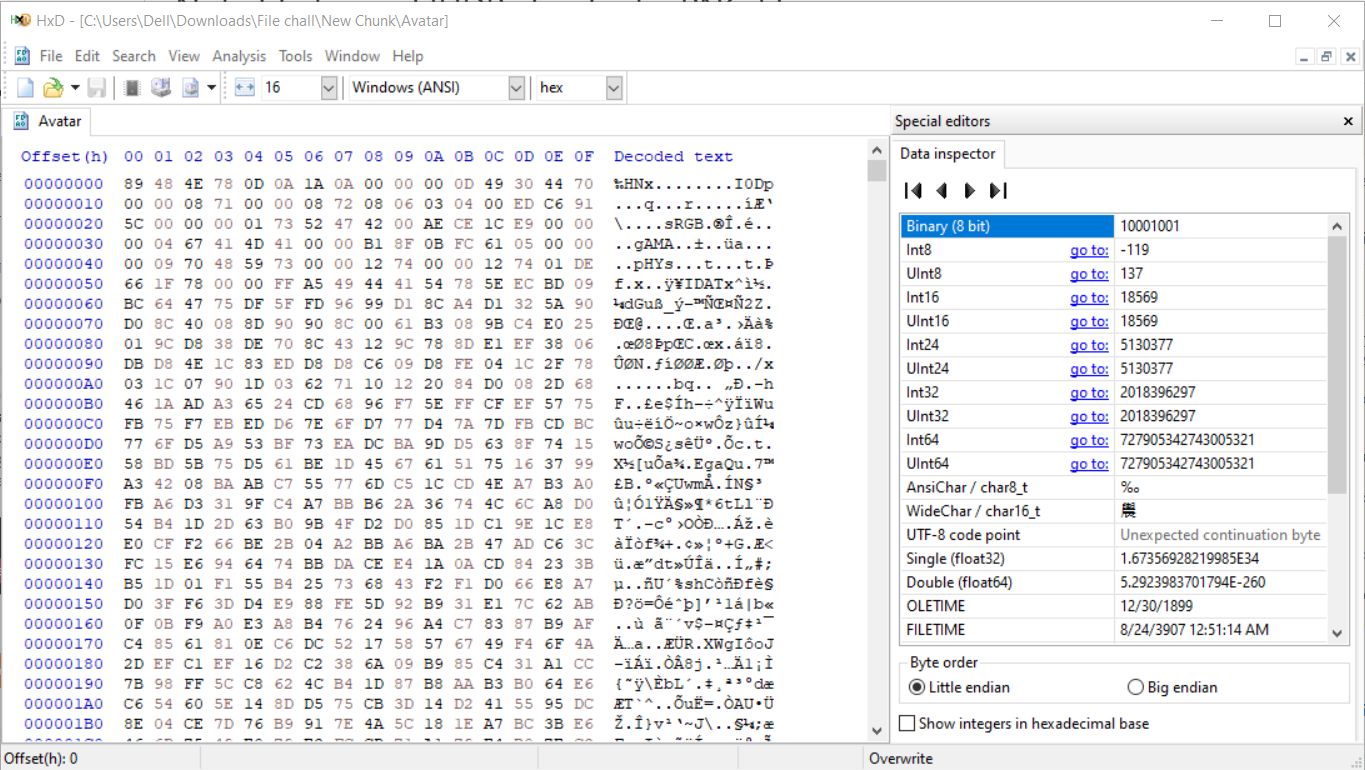 HxD - [C:\Users\Dell\Downloads\File chall\New Chunk\Avatar]
File Edit Search View Analysis Tools Window Help
16 Windows (ANSI) hex
Avatar
Offset(h) 00 01 02 03 04 05 06 07 08 09 0A 0B 0C 0D 0E 0F Decoded text
00000000 89 48 4E 78 0D 0A 1A 0A 00 00 00 0D 49 30 44 70 ‰HNx........I0Dp
00000010 00 00 08 71 00 00 08 72 08 06 03 04 00 ED C6 91 ...q...r.....íÆ‘
00000020 5C 00 00 00 01 73 52 47 42 00 AE CE 1C E9 00 00 \....sRGB.®Î.é..
00000030 00 04 67 41 4D 41 00 00 B1 8F 0B FC 61 05 00 00 ..gAMA..±..üa...
00000040 00 09 70 48 59 73 00 00 12 74 00 00 12 74 01 DE ..pHYs...t...t.Þ
00000050 66 1F 78 00 00 FF A5 49 44 41 54 78 5E EC BD 09 f.x..ÿ¥IDATx^ì½.
00000060 BC 64 47 75 DF 5F FD 96 99 D1 8C A4 D1 32 5A 90 ¼dGuß_ý–™ÑŒ¤Ñ2Z.
00000070 D0 8C 40 08 8D 90 90 8C 00 61 B3 08 9B C4 E0 25 ÐŒ@....Œ.a³.›Äà%
00000080 01 9C D8 38 DE 70 8C 43 12 9C 78 8D E1 EF 38 06 .œØ8ÞpŒC.œx.áï8.
00000090 DB D8 4E 1C 83 ED D8 D8 C6 09 D8 FE 04 1C 2F 78 ÛØN.ƒíØØÆ.Øþ../x
000000A0 03 1C 07 90 1D 03 62 71 10 12 20 84 D0 08 2D 68 ......bq.. „Ð.-h
000000B0 46 1A AD A3 65 24 CD 68 96 F7 5E FF CF EF 57 75 F..£e$Íh–÷^ÿÏïWu
000000C0 FB 75 F7 EB ED D6 7E 6F D7 77 D4 7A 7D FB CD BC ûu÷ëíÖ~o×wÔz}ûÍ¼
000000D0 77 6F D5 A9 53 BF 73 EA DC BA 9D D5 63 8F 74 15 woÕ©S¿sêÜº.Õc.t.
000000E0 58 BD 5B 75 D5 61 BE 1D 45 67 61 51 75 16 37 99 X½[uÕa¾.EgaQu.7™
000000F0 A3 42 08 BA AB C7 55 77 6D C5 1C CD 4E A7 B3 A0 £B.º«ÇUwmÅ.ÍN§³
00000100 FB A6 D3 31 9F C4 A7 BB B6 2A 36 74 4C 6C A8 D0 û¦Ó1ŸÄ§»¶*6tLl¨Ð
00000110 54 B4 1D 2D 63 B0 9B 4F D2 D0 85 1D C1 9E 1C E8 T´.-c°›OÒÐ….Áž.è
00000120 E0 CF F2 66 BE 2B 04 A2 BB A6 BA 2B 47 AD C6 3C àÏòf¾+.¢»¦º+G.Æ<
00000130 FC 15 E6 94 64 74 BB DA CE E4 1A 0A CD 84 23 3B ü.æ”dt»ÚÎä..Í„#;
00000140 B5 1D 01 F1 55 B4 25 73 68 43 F2 F1 D0 66 E8 A7 µ..ñU´%shCòñÐfè§
00000150 D0 3F F6 3D D4 E9 88 FE 5D 92 B9 31 E1 7C 62 AB Ð?ö=Ôéˆþ]’¹1á|b«
00000160 0F 0B F9 A0 E3 A8 B4 76 24 96 A4 C7 83 87 B9 AF ..ù ã¨´v$–¤Çƒ‡¹¯
00000170 C4 85 61 81 0E C6 DC 52 17 58 57 67 49 F4 6F 4A Ä…a..ÆÜR.XWgIôoJ
00000180 2D EF C1 EF 16 D2 C2 38 6A 09 B9 85 C4 31 A1 CC -ïÁï.ÒÂ8j.¹…Ä1¡Ì
00000190 7B 98 FF 5C C8 62 4C B4 1D 87 B8 AA B3 B0 64 E6 {˜ÿ\ÈbL´.‡¸ª³°dæ
000001A0 C6 54 60 5E 14 8D D5 75 CB 3D 14 D2 41 55 95 DC ÆT`^..ÕuË=.ÒAU•Ü
000001B0 8E 04 CE 7D 76 B9 91 7E 4A 5C 18 1E A7 BC 3B E6 Ž.Î}v¹‘~J\..§¼;æ
Special editors
Data inspector
Binary (8 bit) 10001001
Int8 go to: -119
UInt8 go to: 137
Int16 go to: 18569
UInt16 go to: 18569
Int24 go to: 5130377
UInt24 go to: 5130377
Int32 go to: 2018396297
UInt32 go to: 2018396297
Int64 go to: 727905342743005321
UInt64 go to: 727905342743005321
AnsiChar / char8_t ‰
WideChar / char16_t
UTF-8 code point Unexpected continuation byte
Single (float32) 1.67356928219985E34
Double (float64) 5.2923983701794E-260
OLETIME 12/30/1899
FILETIME 8/24/3907 12:51:14 AM
Byte order
Little endian Big endian
Show integers in hexadecimal base
Offset(h): 0 Overwrite